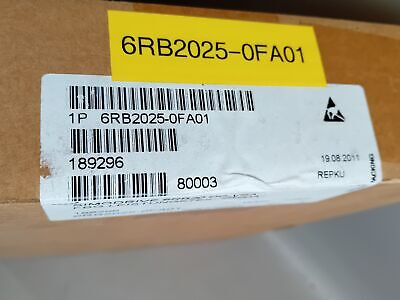 6RB2025-0FA01
1P 6RB2025-0FA01
189296
19.08.2011
80003
REPKU